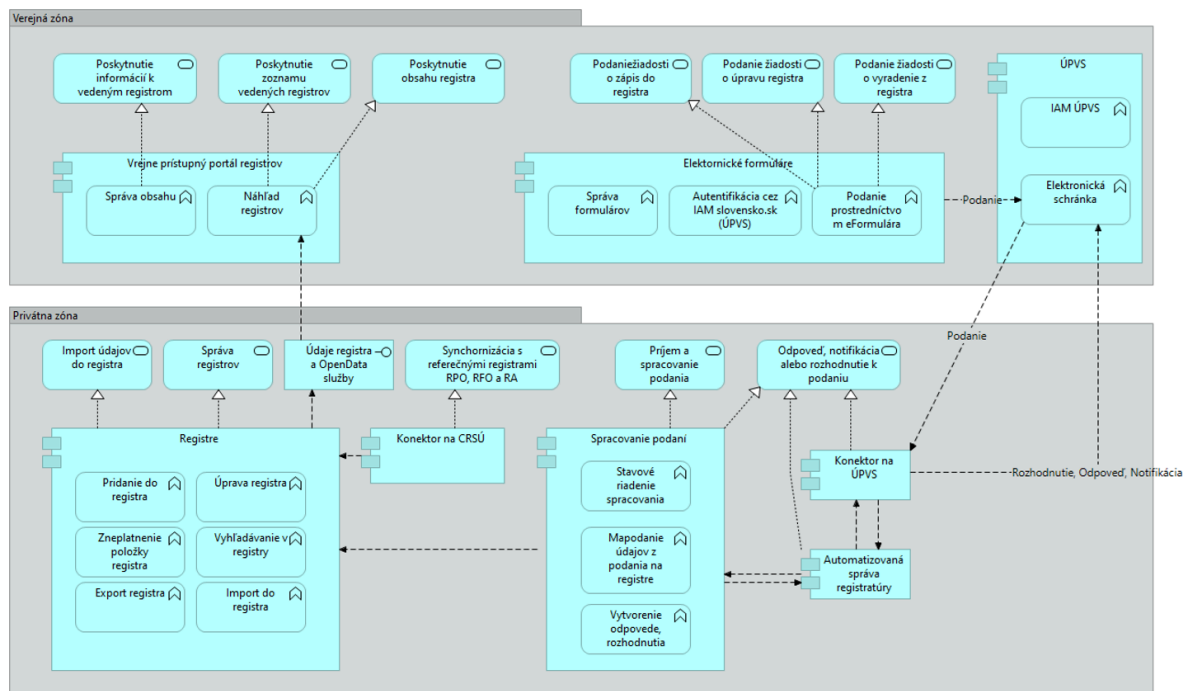 Verejná zóna
Poskytnutie
informácií k
vedeným registrom
Poskytnutie
zoznamu
vedených registrov
Poskytnutie
obsahu registra
Podaniežiadosti
o zápis do
registra
Podanie žiadosti
o úpravu registra
Podanie žiadosti
o vyradenie z
registra
ÚPVS
IAM ÚPVS
Elektronická
schránka
Vrejne prístupný portál registrov
Správa obsahu
Náhľad
registrov
Elektornické formuláre
Správa
formulárov
Autentifikácia cez
IAM slovensko.sk
(ÚPVS)
Podanie
prostredníctvo
m eFormulára
Podanie
Privátna zóna
Podanie
Import údajov
do registra
Správa
registrov
Údaje registra
a OpenData
služby
Synchornizácia s
referečnými registrami
RPO, RFO a RA
Príjem a
spracovanie
podania
Odpoveď, notifikácia
alebo rozhodnutie k
podaniu
Registre
Pridanie do
registra
Úprava registra
Zneplatnenie
položky
registra
Vyhľadávanie v
registry
Export registra
Import do
registra
Konektor na CRSÚ
Spracovanie podaní
Stavové
riadenie
spracovania
Mapodanie
údajov z
podania na
registre
Vytvorenie
odpovede,
rozhodnutia
Konektor na
ÚPVS
Rozhodnutie, Odpoveď, Notifikácia
Automatizovaná
správa
registratúry